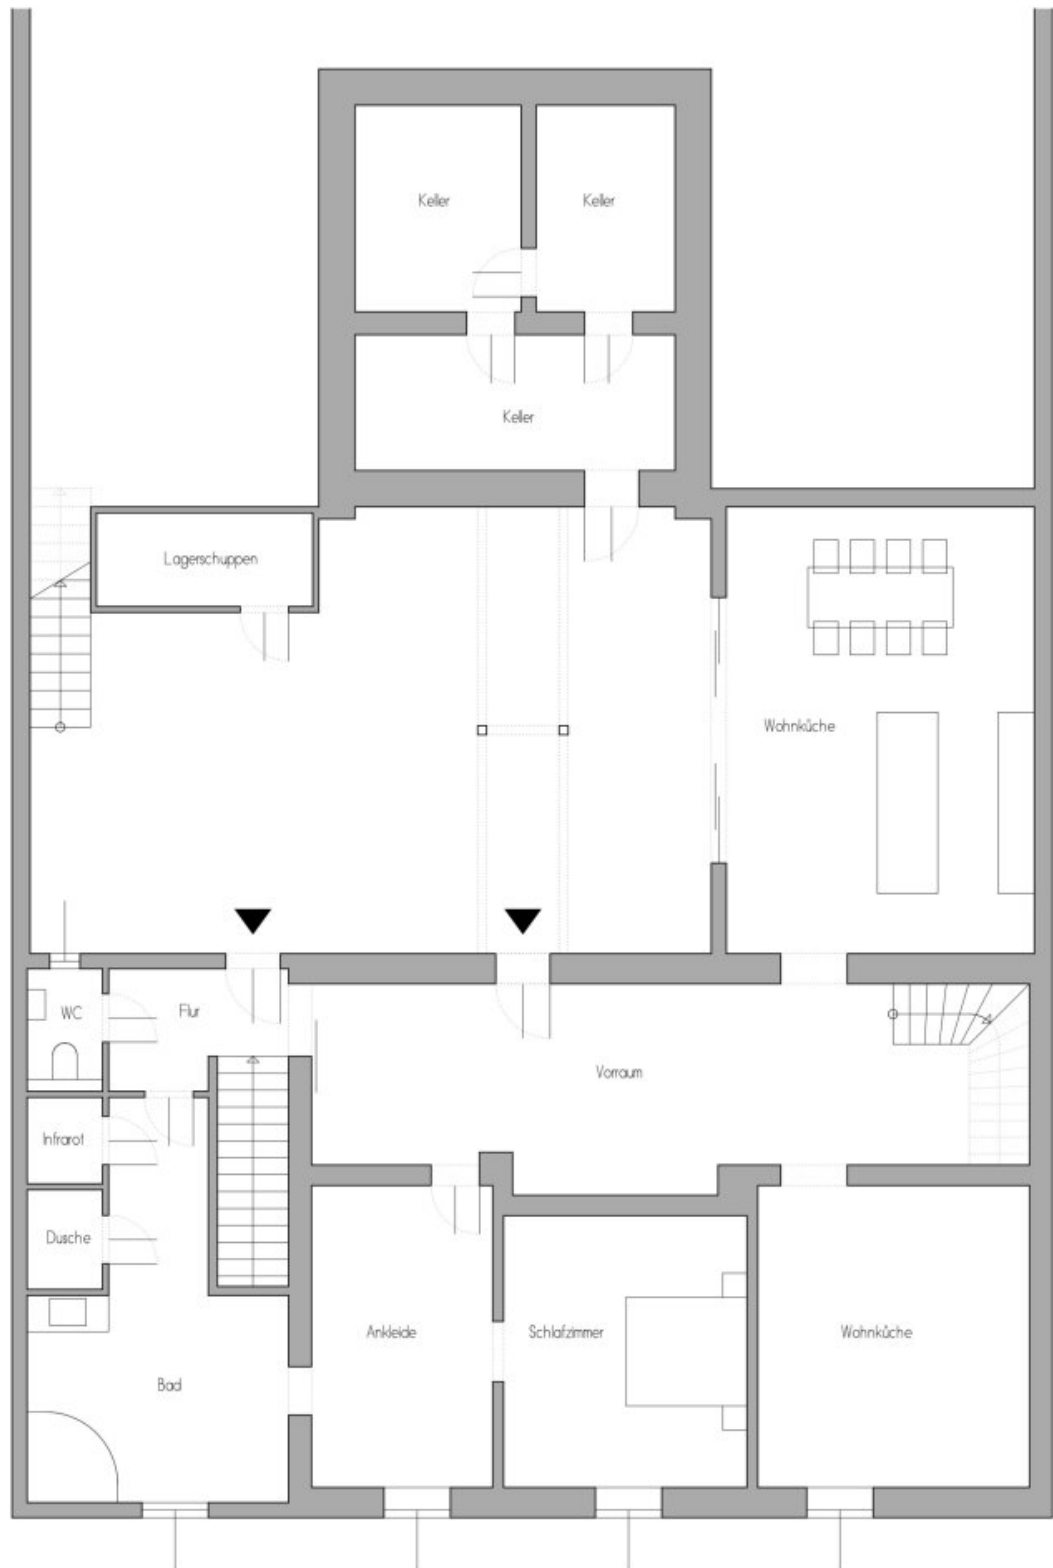 Keller
Keller
Keller
Lagerschuppen
Wohnküche
WC
Flur
Vorraum
Infrarot
Dusche
Ankleide
Schlafzimmer
Wohnküche
Bad